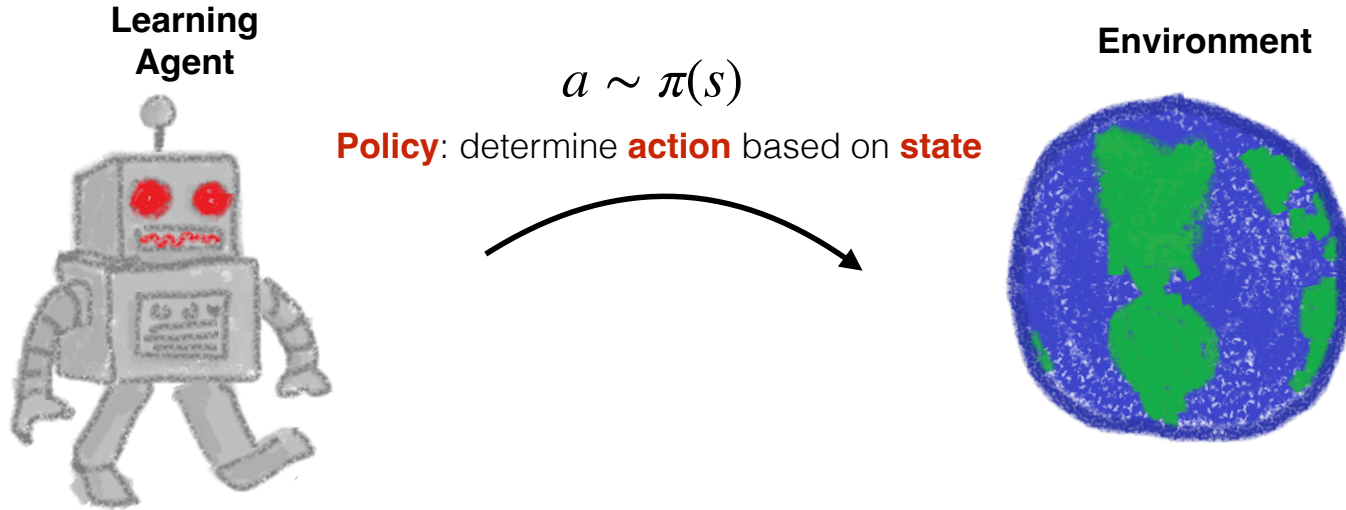 Learning
Agent
Environment
a ∼ π(s)
Policy: determine action based on state